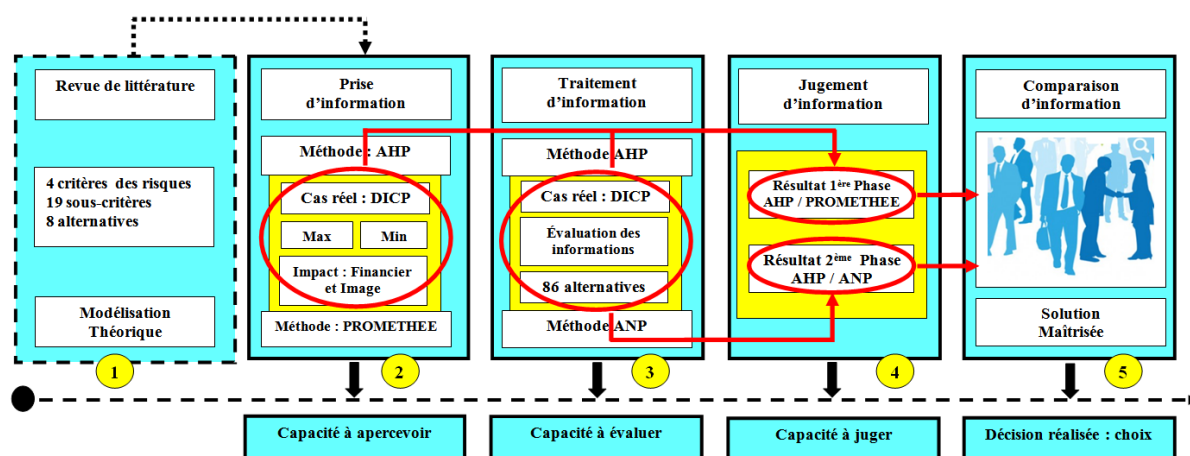 Revue de littérature
4 critères des risques
19 sous-critères
8 alternatives
Modélisation
Théorique
1
Prise
d'information
Méthode : AHP
Cas réel : DICP
Max
Min
Impact : Financier
et Image
Méthode : PROMETHEE
2
Traitement
d'information
Méthode AHP
Cas réel : DICP
Évaluation des
informations
86 alternatives
Méthode ANP
3
Jugement
d'information
Résultat 1ère Phase
AHP / PROMETHEE
Résultat 2ème Phase
AHP / ANP
4
Comparaison
d'information
Solution
Maîtrisée
5
Capacité à apercevoir
Capacité à évaluer
Capacité à juger
Décision réalisée : choix